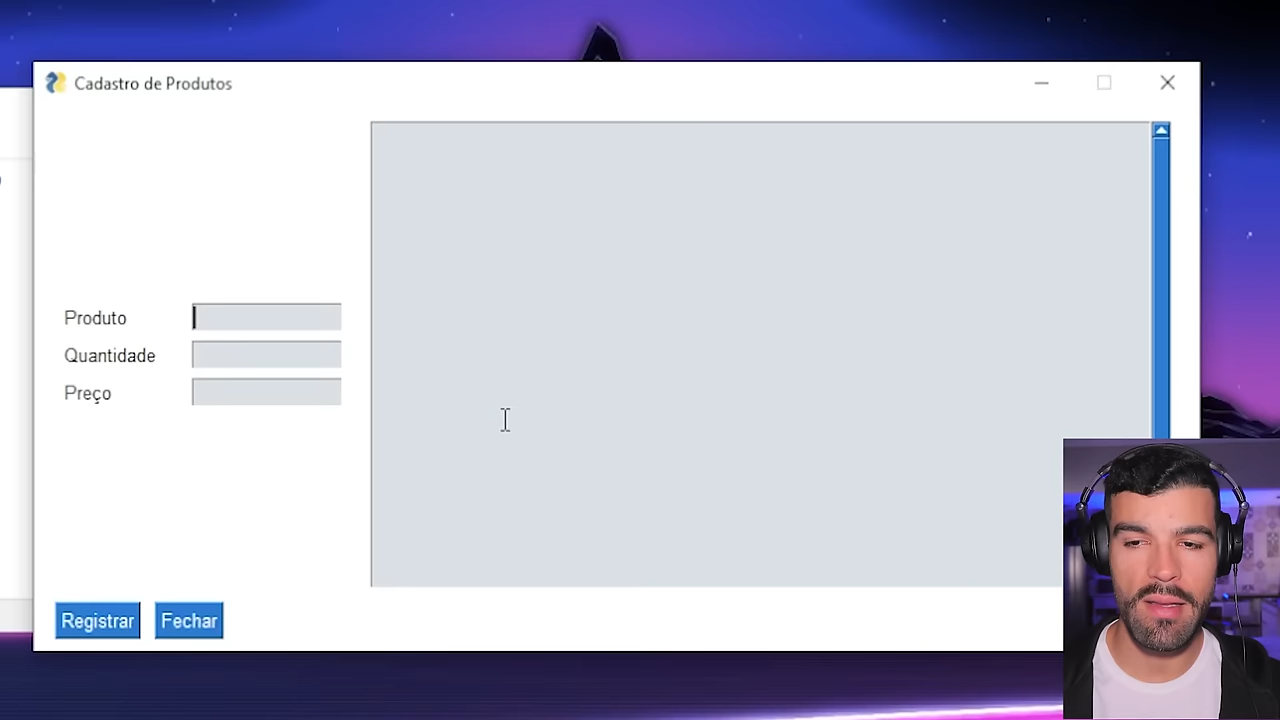 Cadastro de Produtos
Produto
Quantidade
Preço
Registrar
Fechar